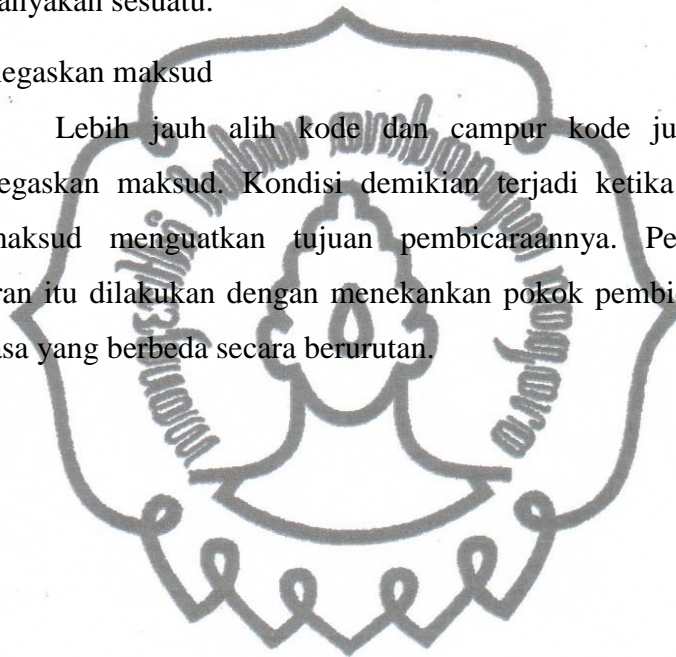 anyakan sesuatu.
egaskan maksud
Lebih jauh alih kode dan campur kode ju
egaskan maksud. Kondisi demikian terjadi ketika
maksud menguatkan tujuan pembicaraannya. Pe
ran itu dilakukan dengan menekankan pokok pembic
asa yang berbeda secara berurutan.